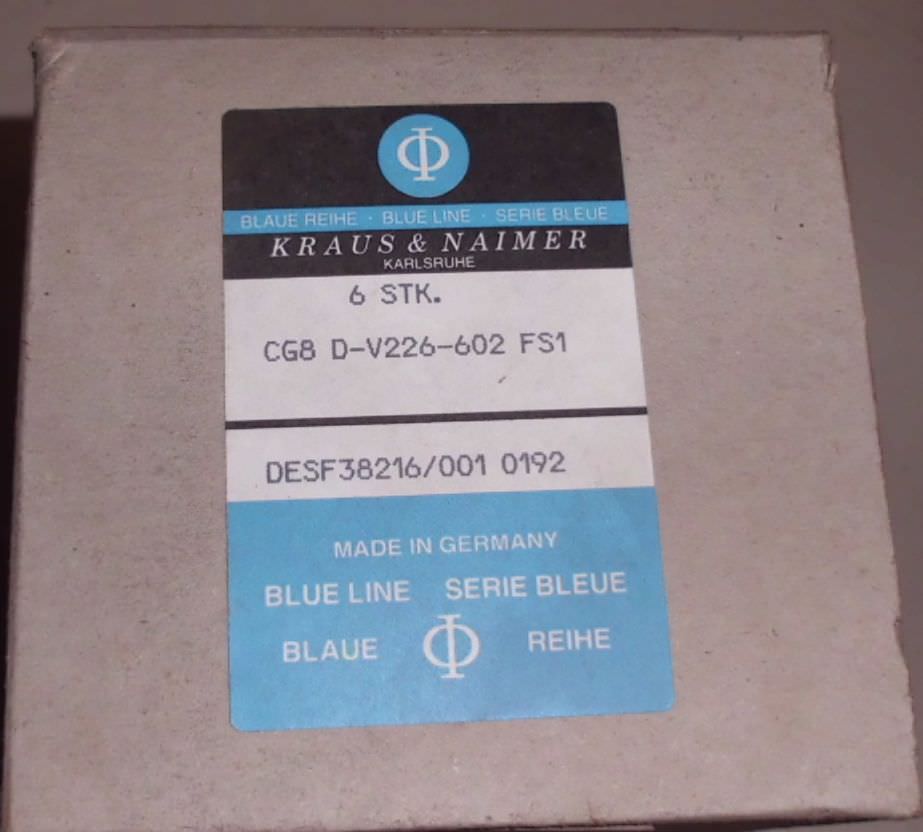 Φ
BLAUE REIHE · BLUE LINE · SERIE BLEUE
KRAUS & NAIMER
KARLSRUHE
6 STK.
CG8 D-V226-602 FS1
DESF38216/001 0192
MADE IN GERMANY
BLUE LINE SERIE BLEUE
BLAUE Φ REIHE